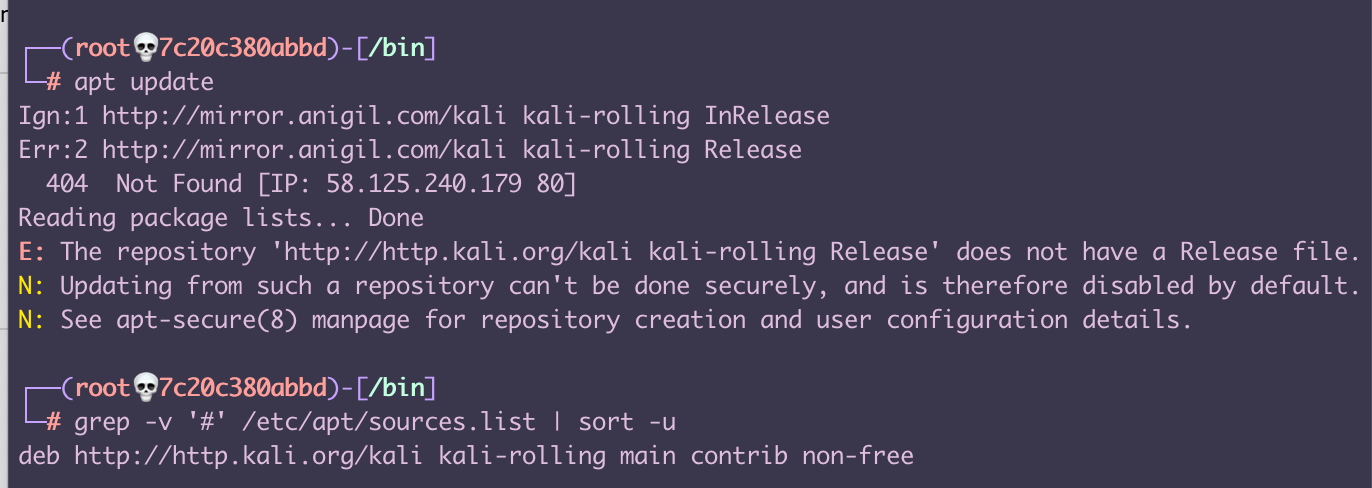 ┌──(root💀7c20c380abbd)-[/bin]
└─# apt update
Ign:1 http://mirror.anigil.com/kali kali-rolling InRelease
Err:2 http://mirror.anigil.com/kali kali-rolling Release
  404  Not Found [IP: 58.125.240.179 80]
Reading package lists... Done
E: The repository 'http://http.kali.org/kali kali-rolling Release' does not have a Release file.
N: Updating from such a repository can't be done securely, and is therefore disabled by default.
N: See apt-secure(8) manpage for repository creation and user configuration details.
┌──(root💀7c20c380abbd)-[/bin]
└─# grep -v '#' /etc/apt/sources.list | sort -u
deb http://http.kali.org/kali kali-rolling main contrib non-free